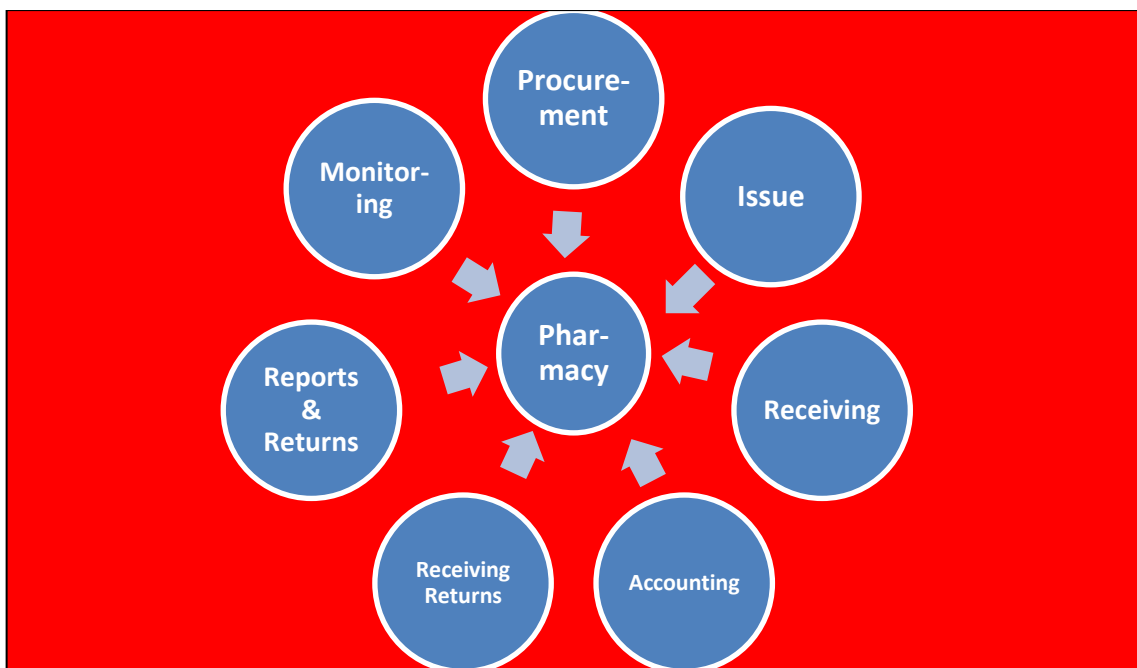 Procure-
ment
Monitor-
ing
Issue
Phar-
macy
Reports
&
Returns
Receiving
Receiving
Returns
Accounting